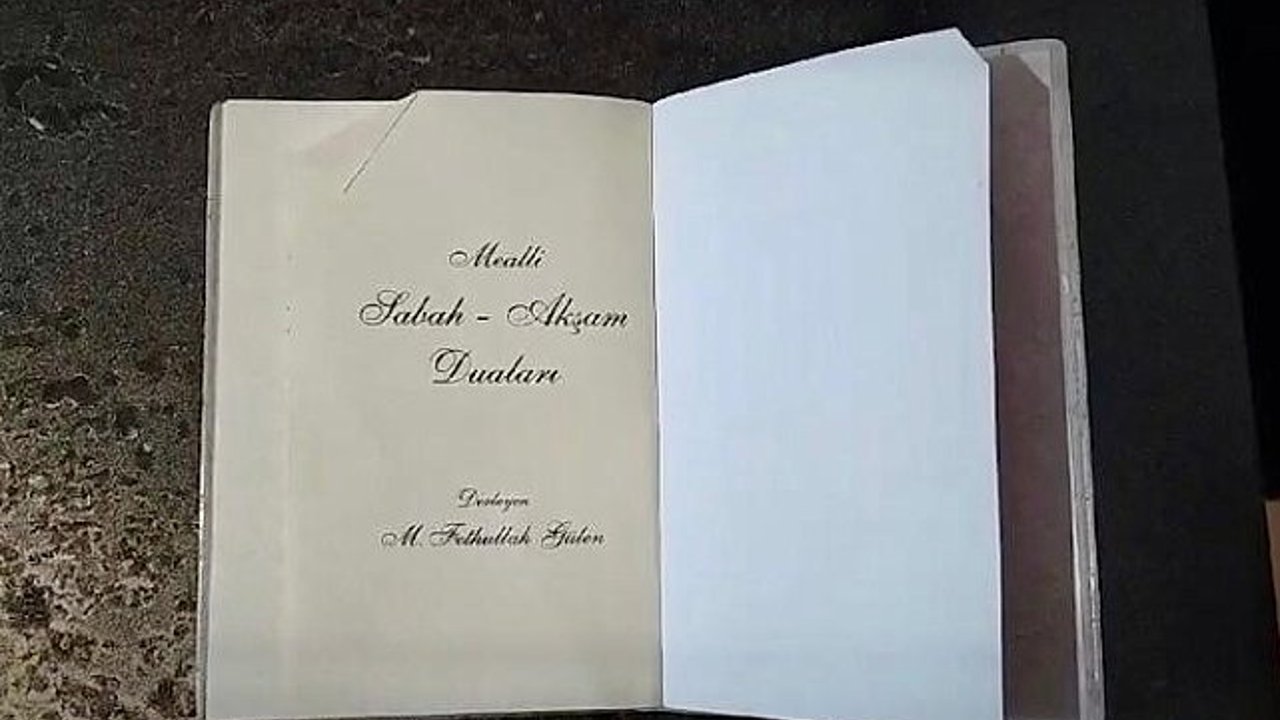 Mealli
Sabah - Akşam
Duaları
Derleyen
M. Fethullah Gülen